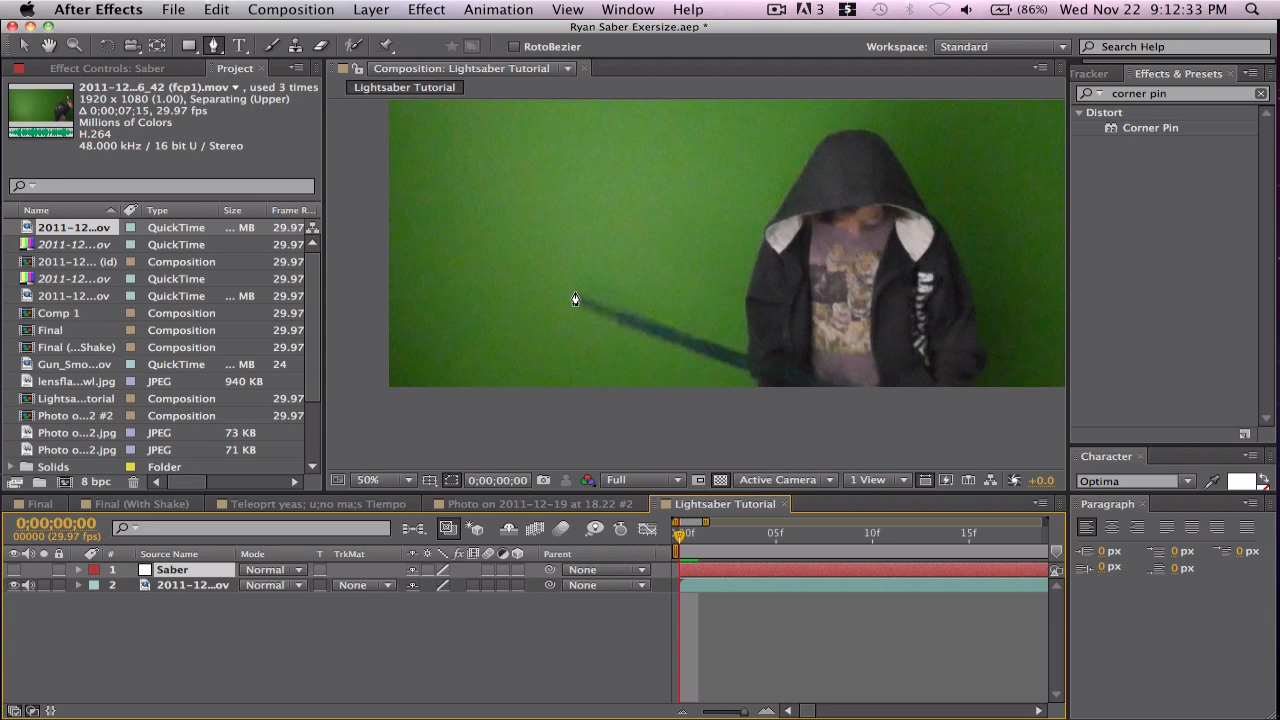 After Effects File Edit Composition Layer Effect Animation View Window Help 3 5 (86%) Wed Nov 22 9:12:33 PM
Ryan Saber Exersize.aep *
RotoBezier Workspace: Standard Search Help
Effect Controls: Saber Project Composition: Lightsaber Tutorial Tracker Effects & Presets
Lightsaber Tutorial
corner pin
Distort
Corner Pin
2011-12...6_42 (fcp1).mov ▾ , used 3 times
1920 x 1080 (1.00), Separating (Upper)
Δ 0;00;07;15, 29.97 fps
Millions of Colors
H.264
48.000 kHz / 16 bit U / Stereo
Name Type Size Frame R...
2011-12...ov QuickTime ... MB 29.97
2011-12...ov QuickTime 29.97
2011-12... (id) Composition 29.97
2011-12...ov QuickTime 29.97
2011-12...ov QuickTime ... MB 29.97
Comp 1 Composition 29.97
Final Composition 29.97
Final (...Shake) Composition 29.97
Gun_Smo...ov QuickTime ... MB 24
lensfla...wl.jpg JPEG 940 KB
Lightsa...torial Composition 29.97
Photo o...2 #2 Composition 29.97
Photo o...2.jpg JPEG 73 KB
Photo o...2.jpg JPEG 71 KB
Solids Folder
8 bpc
50% 0;00;00;00 Full Active Camera 1 View +0.0
Character
Optima
Final Final (With Shake) Teleoprt yeas; u;no ma;s Tiempo Photo on 2011-12-19 at 18.22 #2 Lightsaber Tutorial
Paragraph
0;00;00;00
00000 (29.97 fps)
:00f 05f 10f 15f
# Source Name Mode T TrkMat Parent
1 Saber Normal None
2 2011-12...ov Normal None None
0 px 0 px 0 px
0 px 0 px